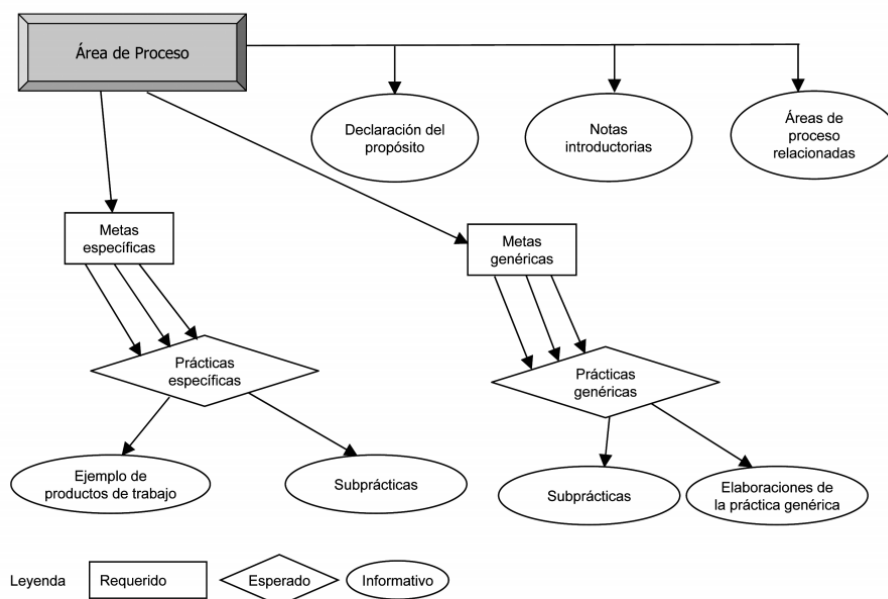 Área de Proceso
Declaración del
propósito
Notas
introductorias
Áreas de
proceso
relacionadas
Metas
específicas
Metas
genéricas
Prácticas
específicas
Prácticas
genéricas
Ejemplo de
productos de trabajo
Subprácticas
Subprácticas
Elaboraciones de
la práctica genérica
Leyenda
Requerido
Esperado
Informativo